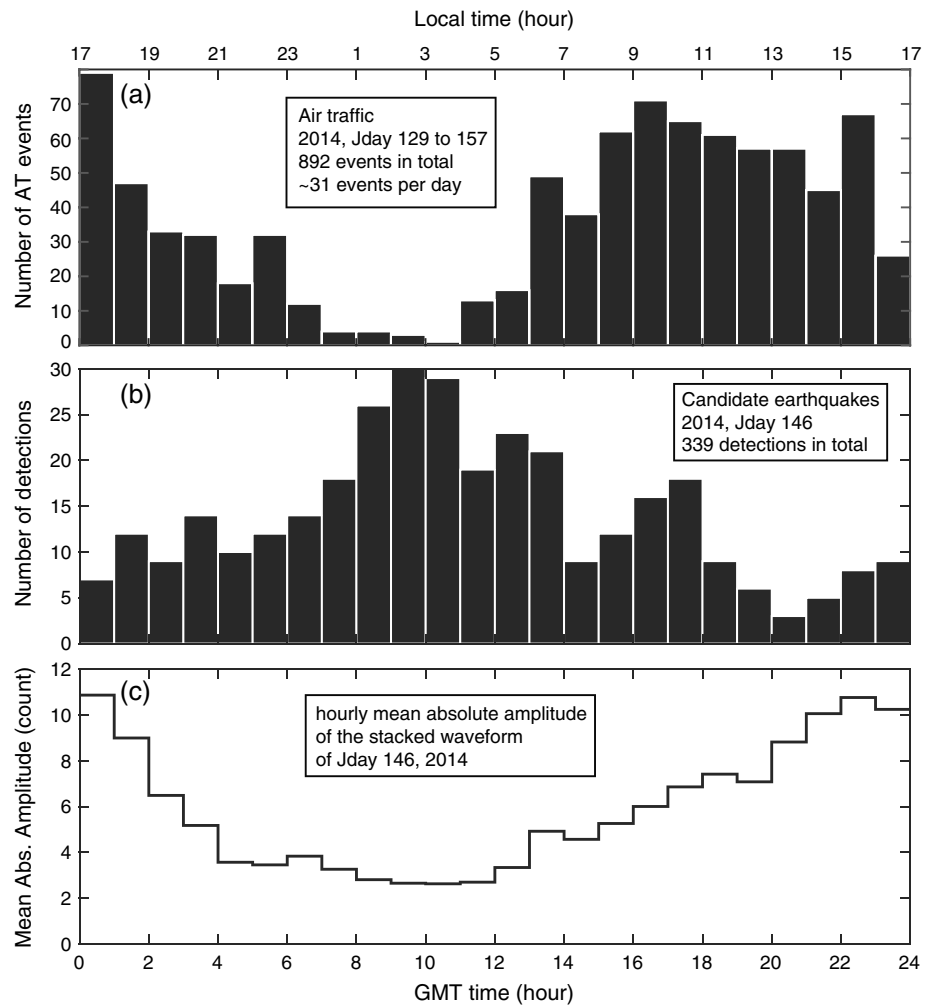 Local time (hour)
17 19 21 23 1 3 5 7 9 11 13 15 17
(a)
Number of AT events
70
60
50
40
30
20
10
0
Air traffic
2014, Jday 129 to 157
892 events in total
~31 events per day
(b)
Number of detections
30
25
20
15
10
5
0
Candidate earthquakes
2014, Jday 146
339 detections in total
(c)
Mean Abs. Amplitude (count)
12
10
8
6
4
2
0
hourly mean absolute amplitude
of the stacked waveform
of Jday 146, 2014
0 2 4 6 8 10 12 14 16 18 20 22 24
GMT time (hour)